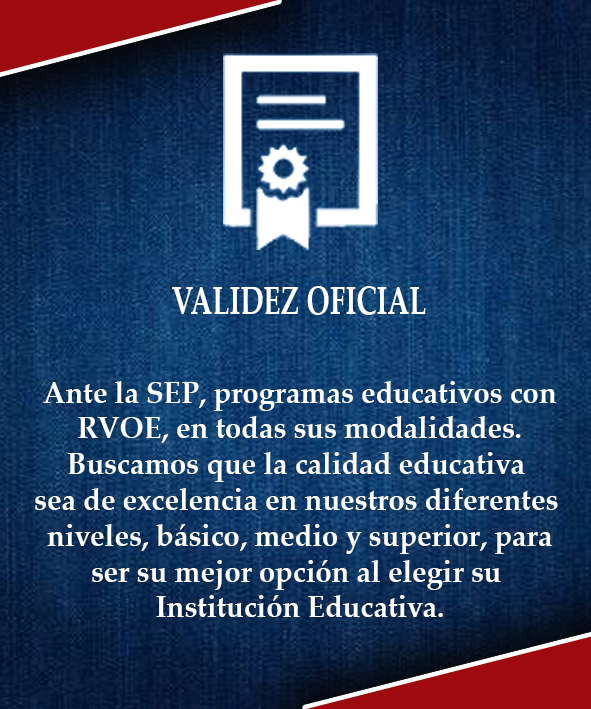 VALIDEZ OFICIAL
Ante la SEP, programas educativos con
RVOE, en todas sus modalidades.
Buscamos que la calidad educativa
sea de excelencia en nuestros diferentes
niveles, básico, medio y superior, para
ser su mejor opción al elegir su
Institución Educativa.